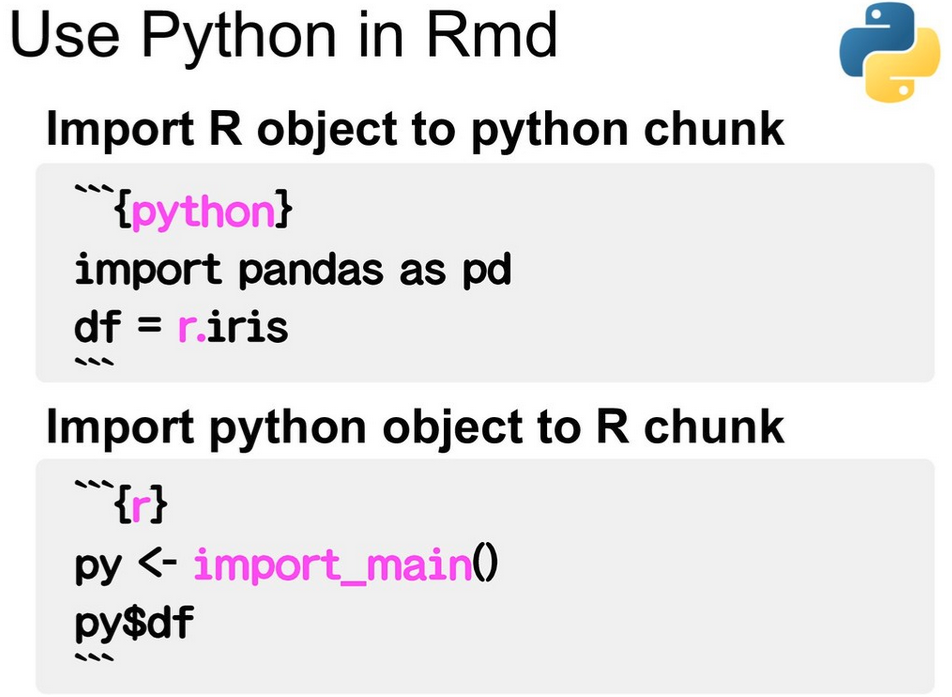 Use Python in Rmd
Import R object to python chunk
```{python}
import pandas as pd
df = r.iris
```
Import python object to R chunk
```{r}
py <- import_main()
py$df
```